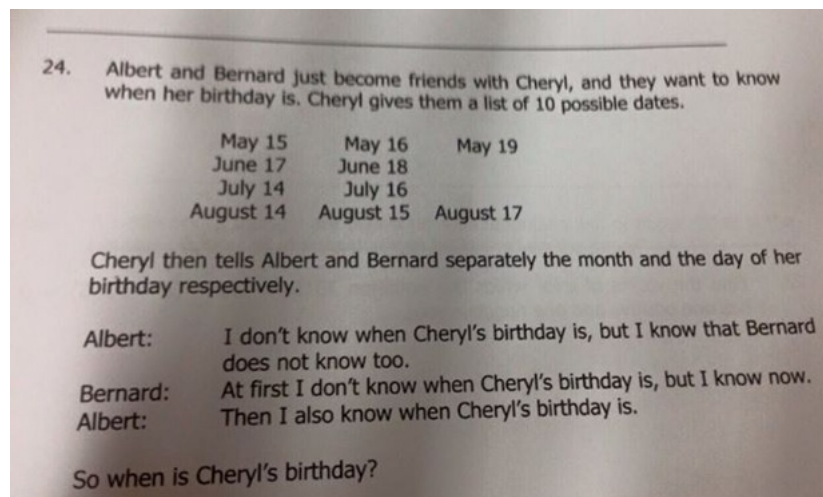 24. Albert and Bernard just become friends with Cheryl, and they want to know
when her birthday is. Cheryl gives them a list of 10 possible dates.
May 15 May 16 May 19
June 17 June 18
July 14 July 16
August 14 August 15 August 17
Cheryl then tells Albert and Bernard separately the month and the day of her
birthday respectively.
Albert: I don't know when Cheryl's birthday is, but I know that Bernard
does not know too.
Bernard: At first I don't know when Cheryl's birthday is, but I know now.
Albert: Then I also know when Cheryl's birthday is.
So when is Cheryl's birthday?